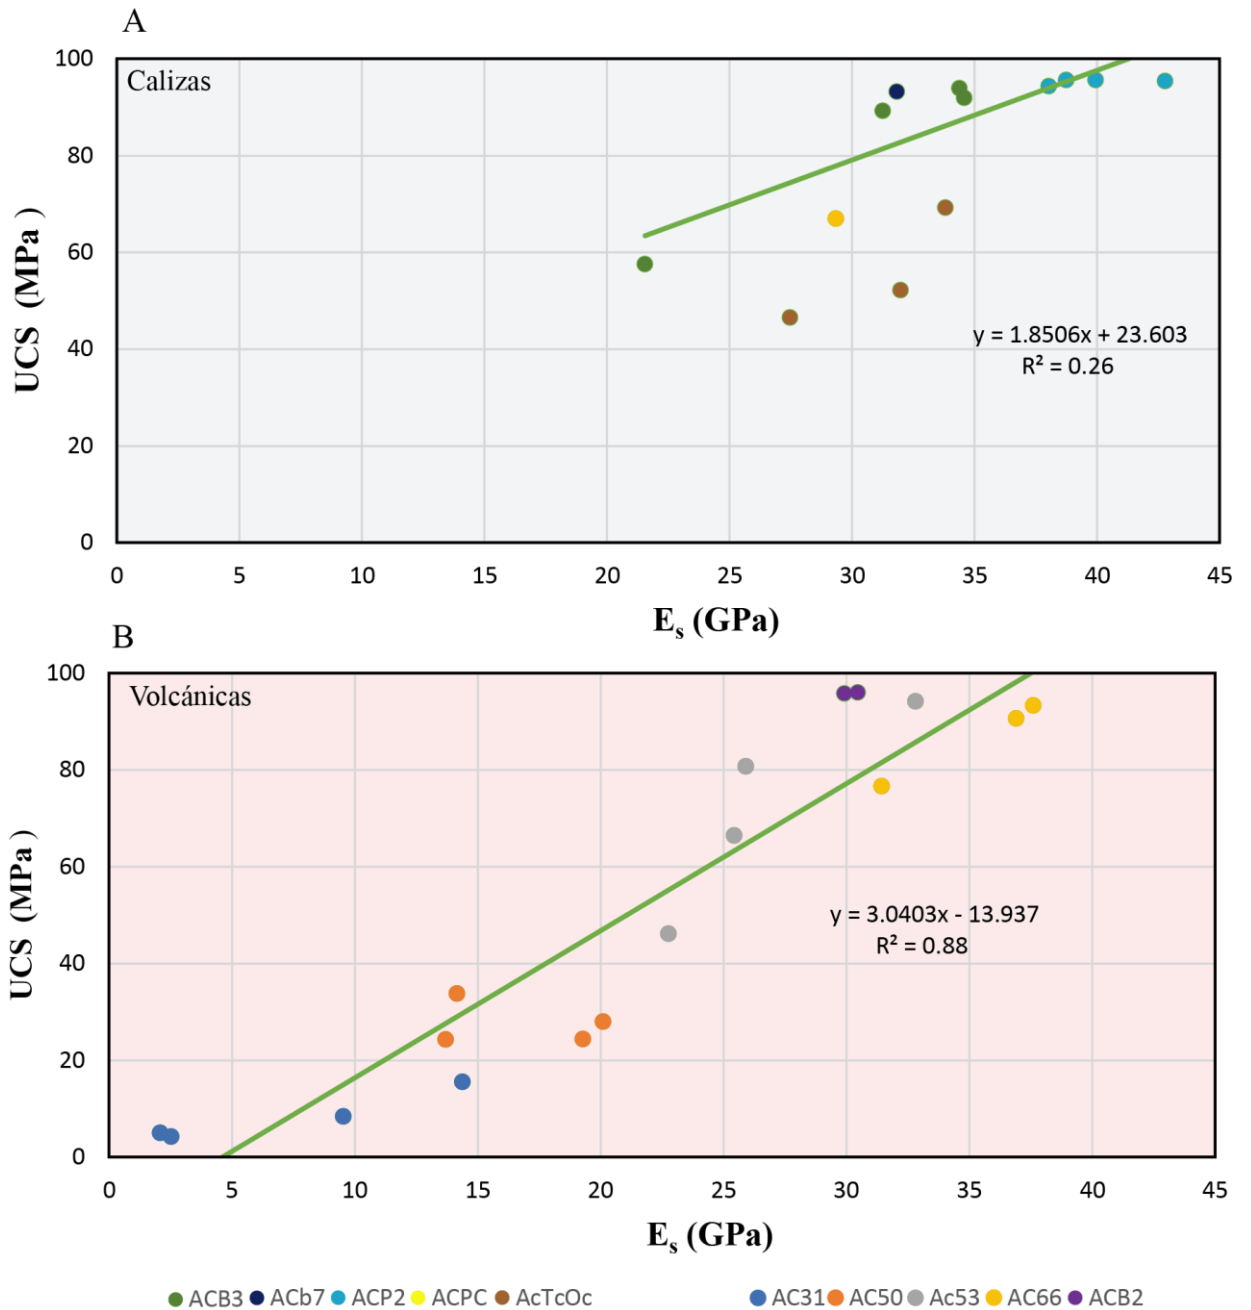 A
Calizas
100
80
60
40
20
0
UCS (MPa )
y = 1.8506x + 23.603
R² = 0.26
0 5 10 15 20 25 30 35 40 45
Es (GPa)
B
Volcánicas
100
80
60
40
20
0
UCS (MPa )
y = 3.0403x - 13.937
R² = 0.88
0 5 10 15 20 25 30 35 40 45
Es (GPa)
ACB3 ACb7 ACP2 ACPC AcTcOc AC31 AC50 Ac53 AC66 ACB2